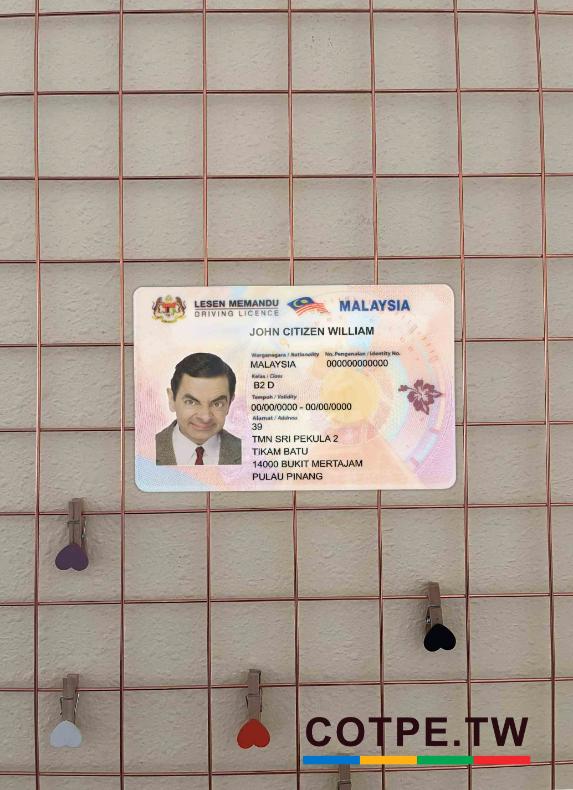 LESEN MEMANDU
DRIVING LICENCE
MALAYSIA
JOHN CITIZEN WILLIAM
Warganegara / Nationality No. Pengenalan / Identity No.
MALAYSIA 000000000000
Kelas / Class
B2 D
Tempoh / Validity
00/00/0000 - 00/00/0000
Alamat / Address
39
TMN SRI PEKULA 2
TIKAM BATU
14000 BUKIT MERTAJAM
PULAU PINANG
COTPE.TW